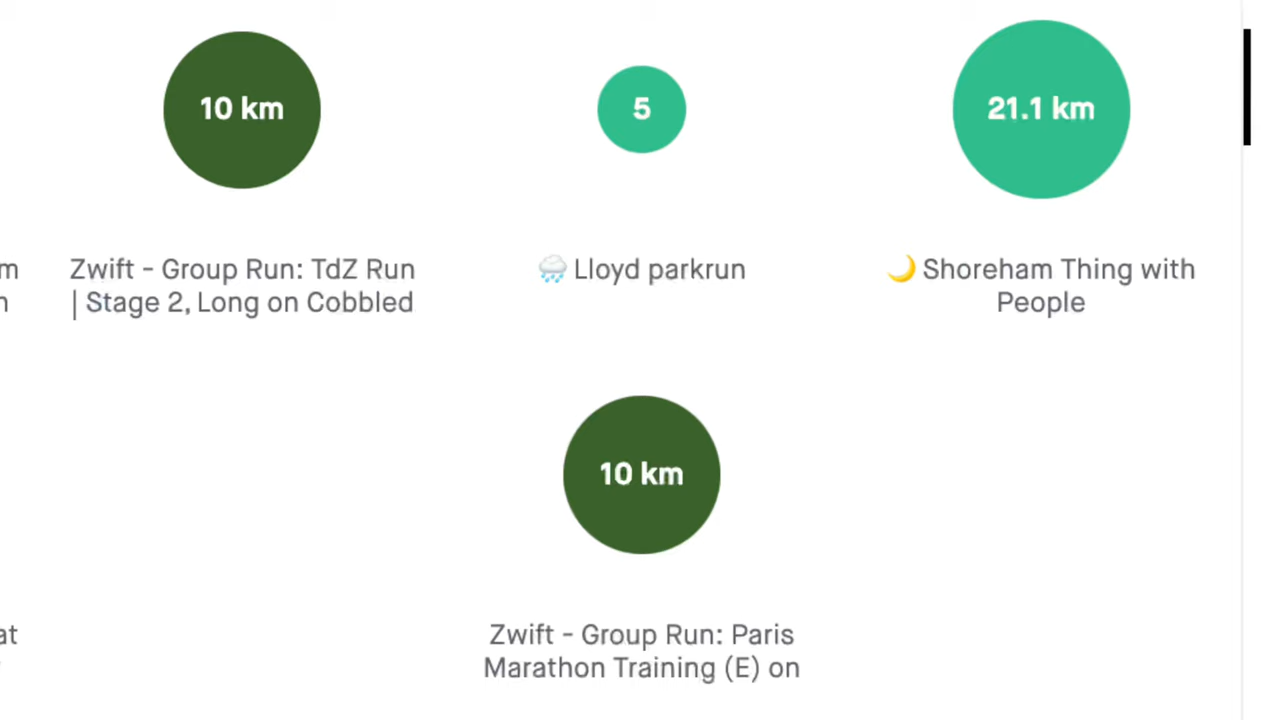 10 km
5
21.1 km
m
Zwift - Group Run: TdZ Run
| Stage 2, Long on Cobbled
🌧️ Lloyd parkrun
🌙 Shoreham Thing with
People
10 km
at
Zwift - Group Run: Paris
Marathon Training (E) on